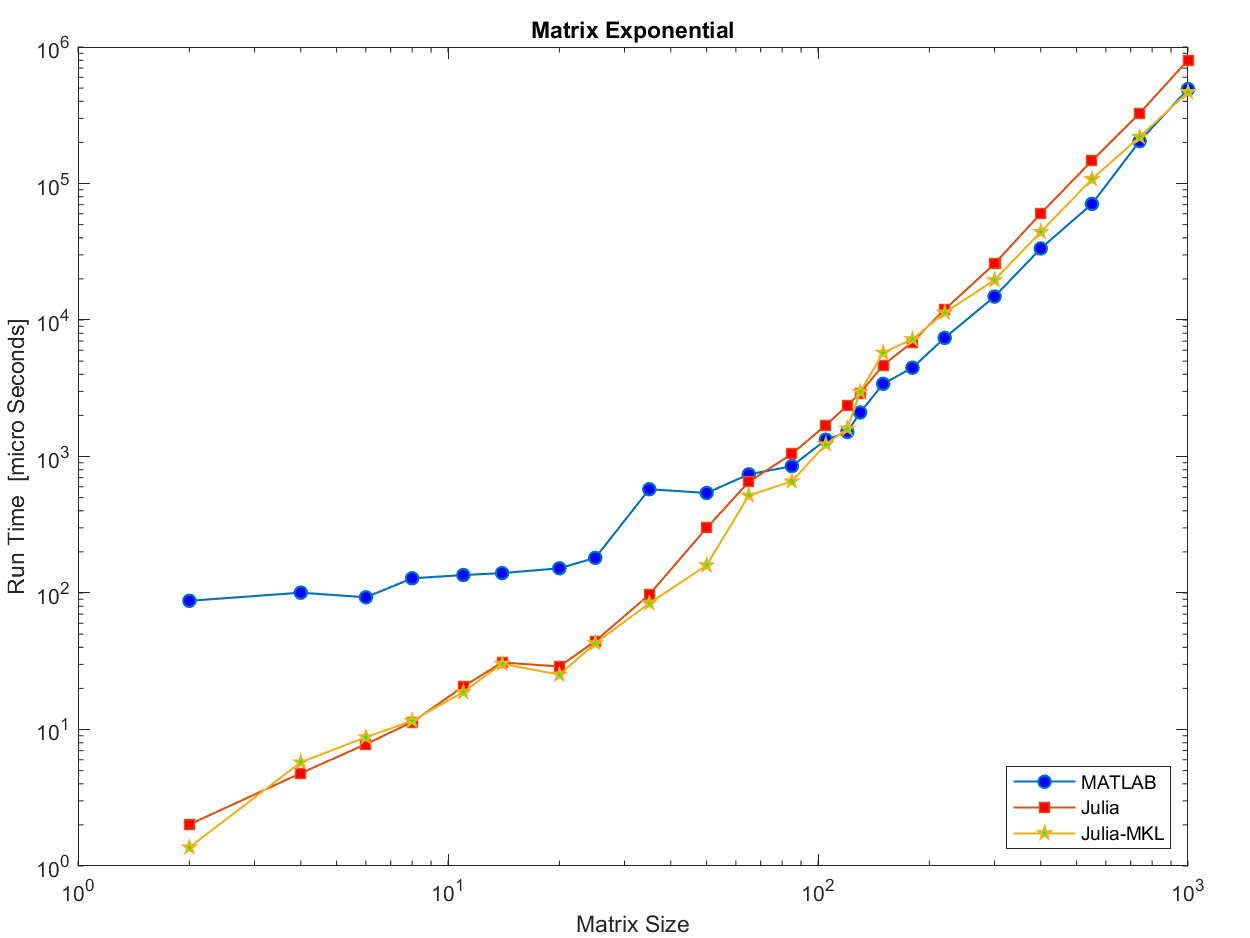 Matrix Exponential
10^6
10^5
10^4
10^3
10^2
10^1
10^0
Run Time [micro Seconds]
10^0 10^1 10^2 10^3
Matrix Size
MATLAB
Julia
Julia-MKL